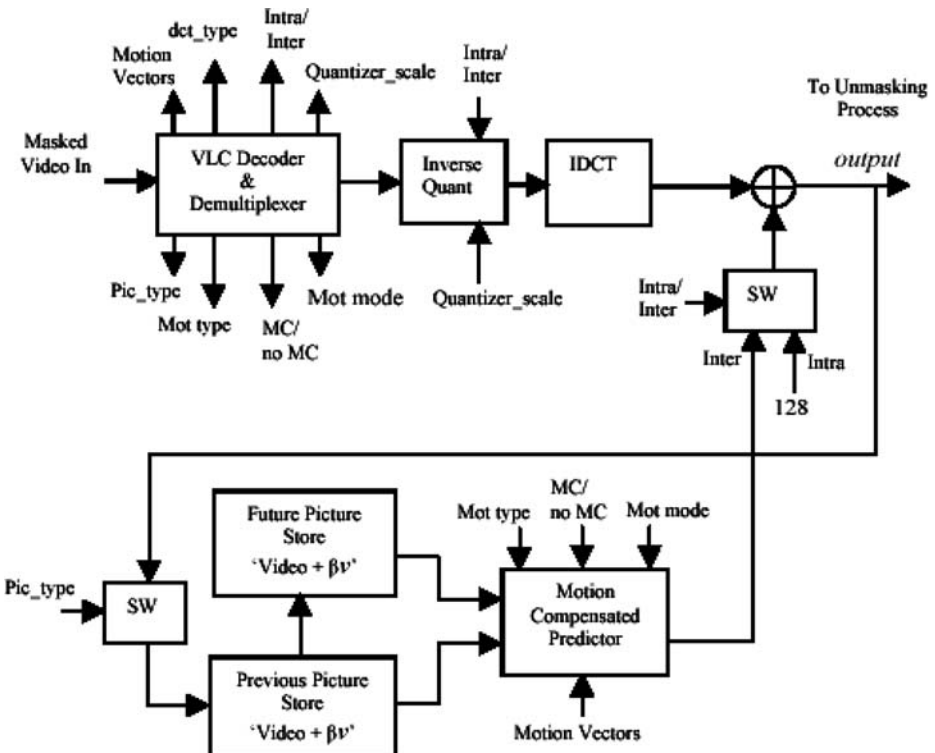 dct_type
Intra/
Inter
Motion
Vectors
Quantizer_scale
Intra/
Inter
To Unmasking
Process
Masked
Video In
VLC Decoder
&
Demultiplexer
Inverse
Quant
IDCT
output
Pic_type
Mot type
MC/
no MC
Mot mode
Quantizer_scale
Intra/
Inter
SW
Inter
Intra
128
Future Picture
Store
‘Video + βv’
Mot type
MC/
no MC
Mot mode
Pic_type
SW
Motion
Compensated
Predictor
Previous Picture
Store
‘Video + βv’
Motion Vectors